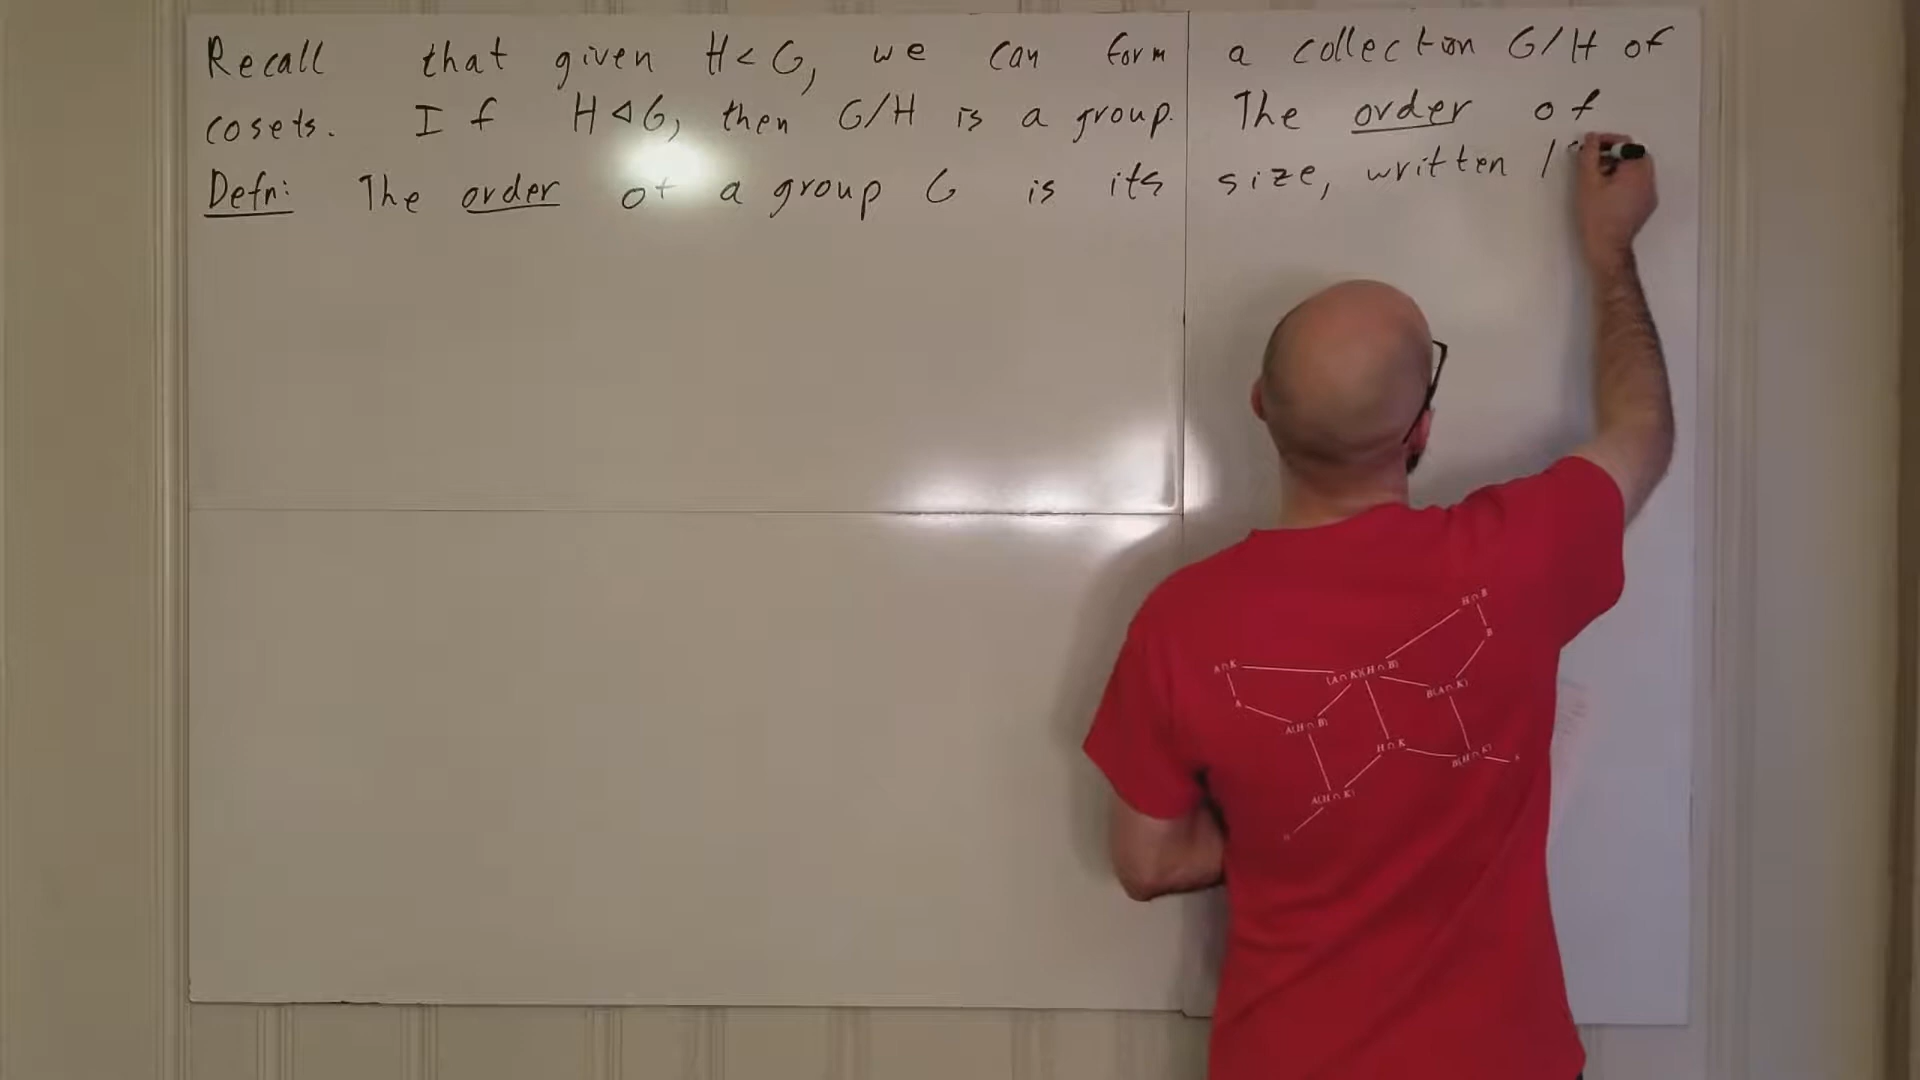 Recall that given H<G, we can form a collection G/H of
cosets. If H⊲G, then G/H is a group. The order of
Defn: The order of a group G is its size, written |
H∩B
B
A∩K
(A∩K)(H∩B)
B(A∩K)
A
A(H∩B)
H∩K
B(H∩K)
A(H∩K)